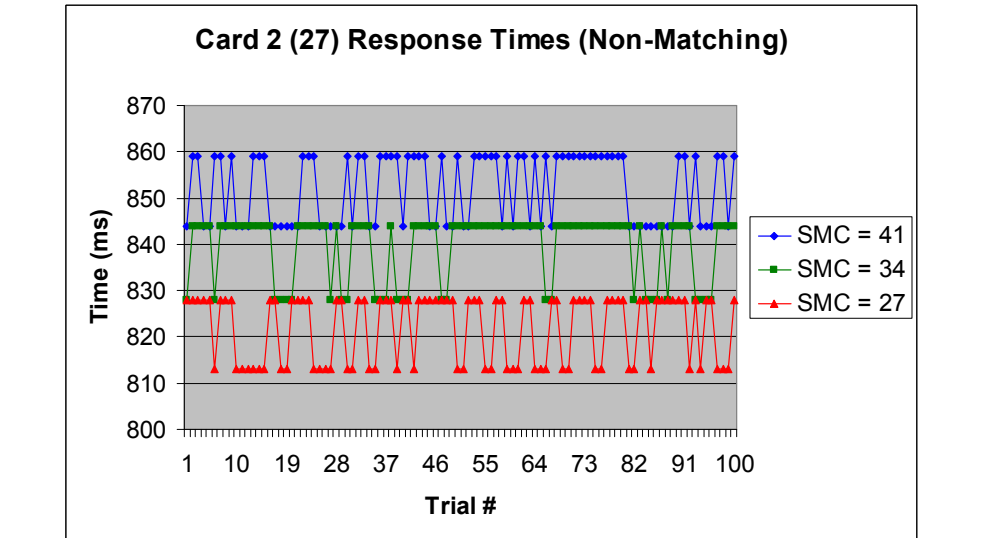 Card 2 (27) Response Times (Non-Matching)
870
860
850
840
830
820
810
800
Time (ms)
1 10 19 28 37 46 55 64 73 82 91 100
Trial #
SMC = 41
SMC = 34
SMC = 27